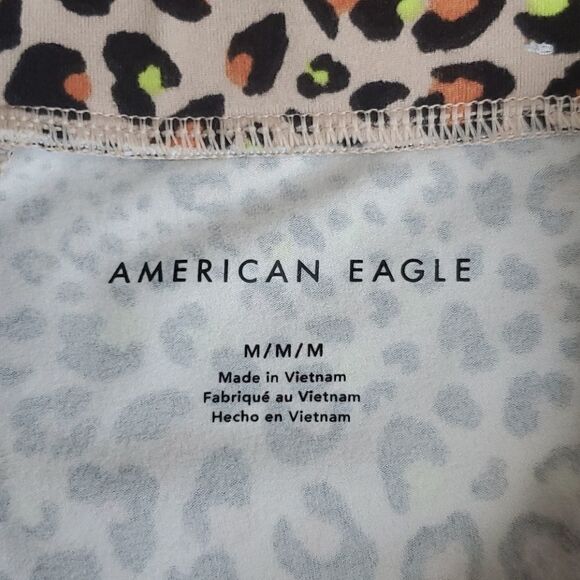 AMERICAN EAGLE
M/M/M
Made in Vietnam
Fabriqué au Vietnam
Hecho en Vietnam